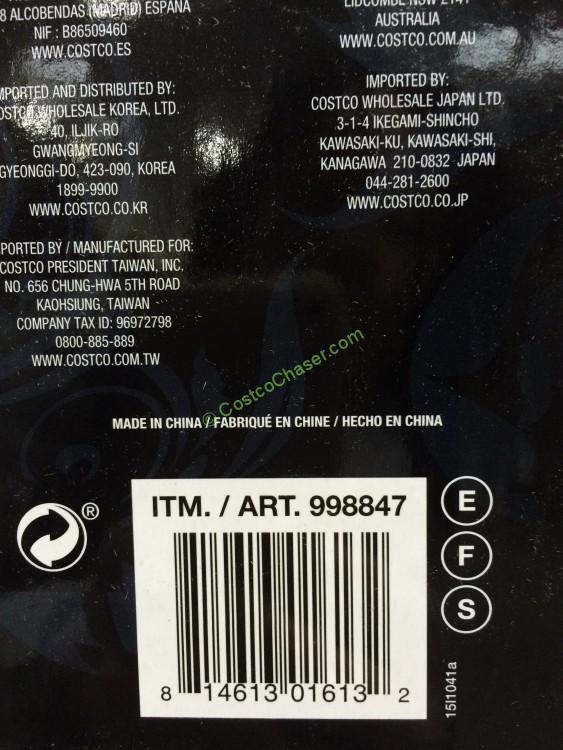 8 ALCOBENDAS (MADRID) ESPAÑA
NIF : B86509460
WWW.COSTCO.ES
IMPORTED AND DISTRIBUTED BY:
COSTCO WHOLESALE KOREA, LTD.
40, ILJIK-RO
GWANGMYEONG-SI
GYEONGGI-DO, 423-090, KOREA
1899-9900
WWW.COSTCO.CO.KR
PORTED BY / MANUFACTURED FOR:
COSTCO PRESIDENT TAIWAN, INC.
NO. 656 CHUNG-HWA 5TH ROAD
KAOHSIUNG, TAIWAN
COMPANY TAX ID: 96972798
0800-885-889
WWW.COSTCO.COM.TW
LIDCOMBE NSW 2141
AUSTRALIA
WWW.COSTCO.COM.AU
IMPORTED BY:
COSTCO WHOLESALE JAPAN LTD.
3-1-4 IKEGAMI-SHINCHO
KAWASAKI-KU, KAWASAKI-SHI,
KANAGAWA 210-0832 JAPAN
044-281-2600
WWW.COSTCO.CO.JP
© CostcoChaser.com
MADE IN CHINA / FABRIQUÉ EN CHINE / HECHO EN CHINA
®
ITM. / ART. 998847
8 14613 01613 2
E
F
S
15I1041a